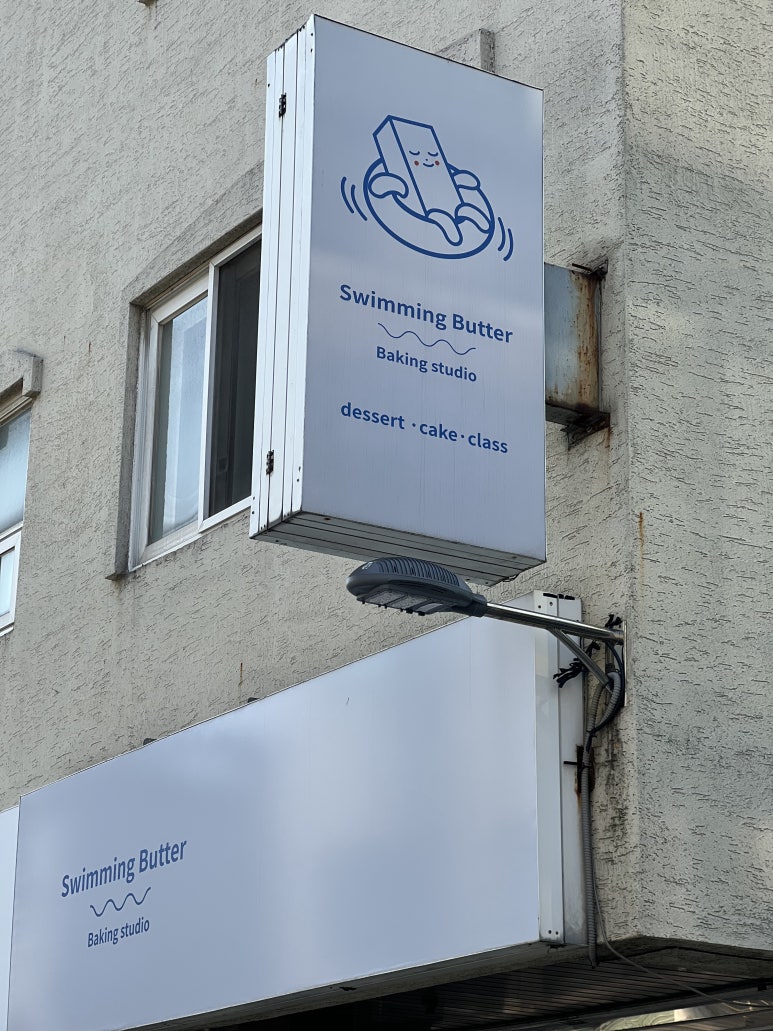 Swimming Butter
Baking studio
dessert · cake · class
Swimming Butter
Baking studio